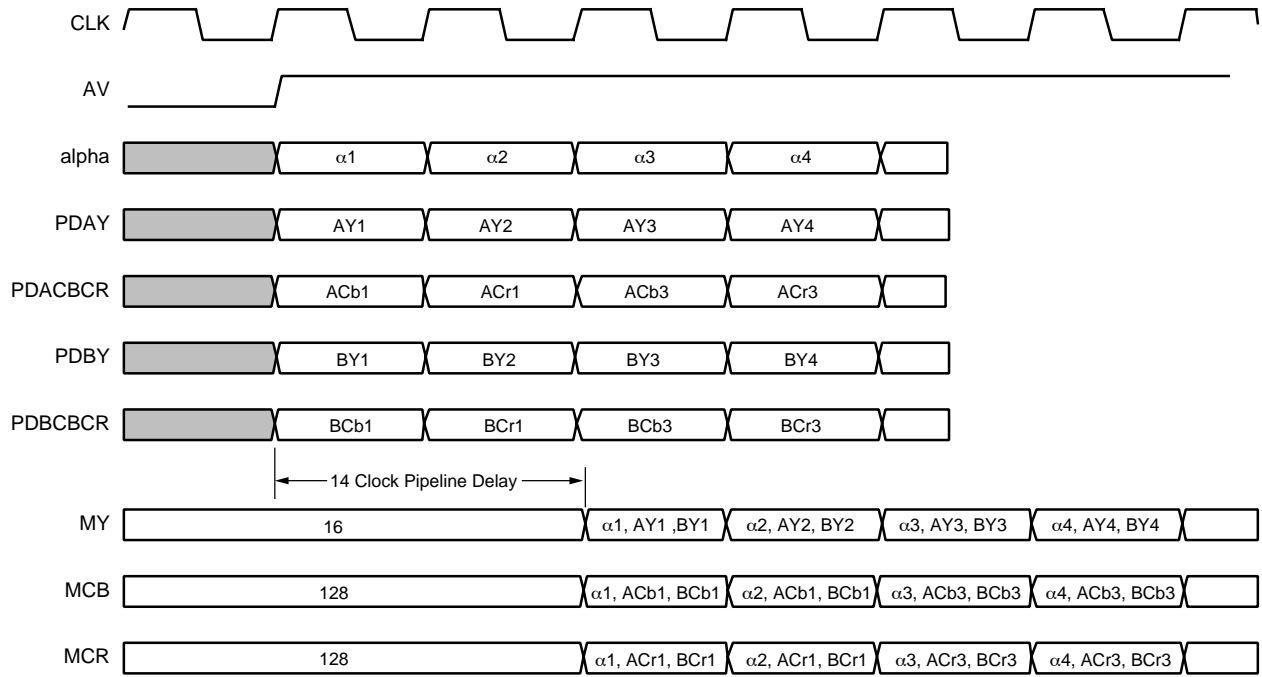 CLK
AV
alpha α1 α2 α3 α4
PDAY AY1 AY2 AY3 AY4
PDACBCR ACb1 ACr1 ACb3 ACr3
PDBY BY1 BY2 BY3 BY4
PDBCBCR BCb1 BCr1 BCb3 BCr3
14 Clock Pipeline Delay
MY 16 α1, AY1 ,BY1 α2, AY2, BY2 α3, AY3, BY3 α4, AY4, BY4
MCB 128 α1, ACb1, BCb1 α2, ACb1, BCb1 α3, ACb3, BCb3 α4, ACb3, BCb3
MCR 128 α1, ACr1, BCr1 α2, ACr1, BCr1 α3, ACr3, BCr3 α4, ACr3, BCr3